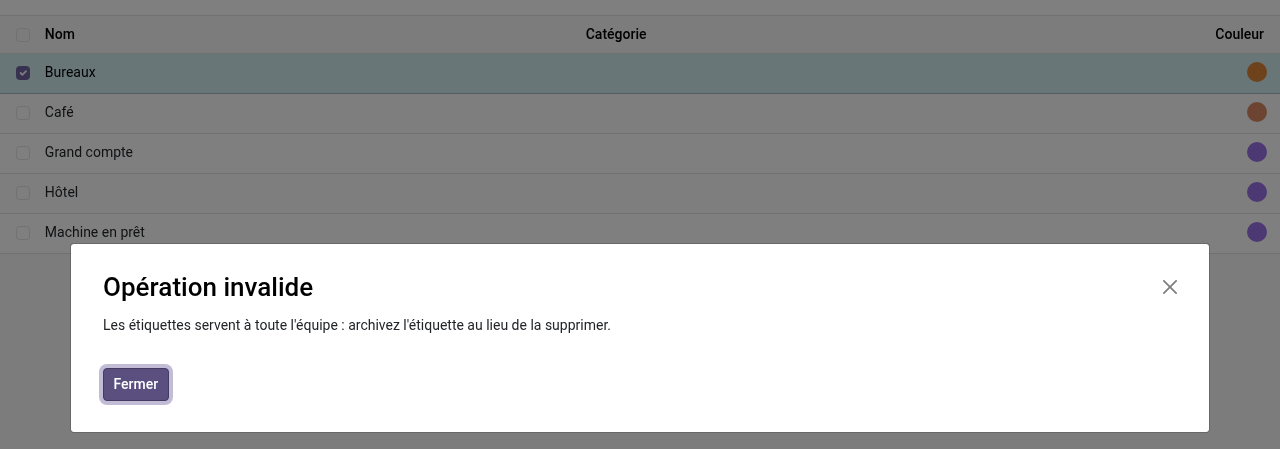 Nom Catégorie Couleur
Bureaux
Café
Grand compte
Hôtel
Machine en prêt
Opération invalide
Les étiquettes servent à toute l'équipe : archivez l'étiquette au lieu de la supprimer.
Fermer